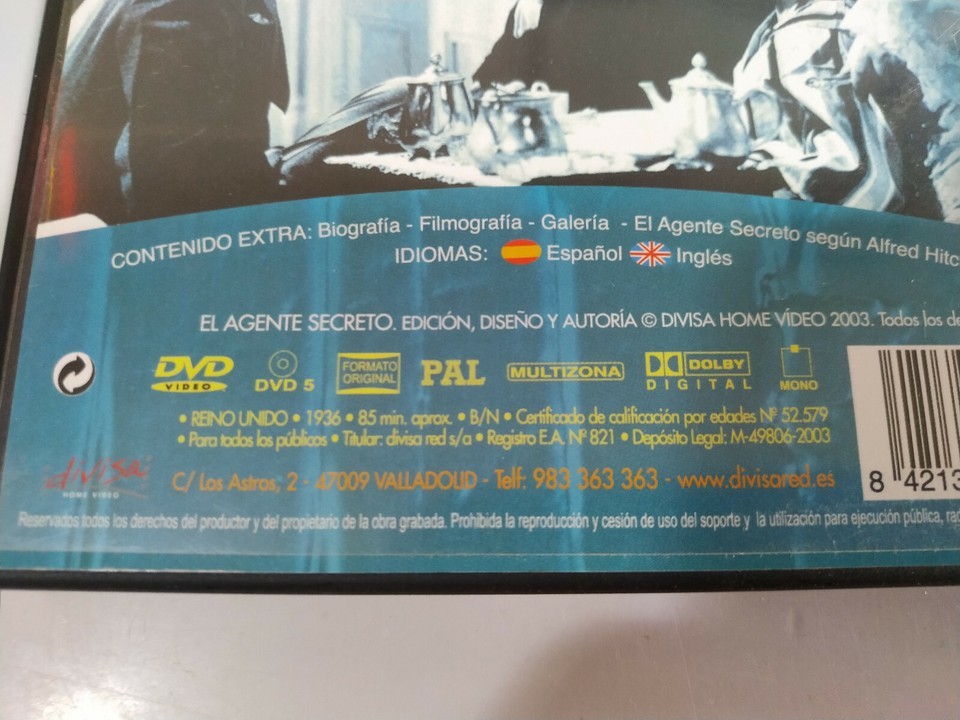 CONTENIDO EXTRA: Biografía - Filmografía - Galería - El Agente Secreto según Alfred Hitc
IDIOMAS: Español Inglés
EL AGENTE SECRETO. EDICIÓN, DISEÑO Y AUTORÍA © DIVISA HOME VÍDEO 2003. Todos los de
DVD VIDEO DVD 5 FORMATO ORIGINAL PAL MULTIZONA DOLBY DIGITAL MONO
• REINO UNIDO • 1936 • 85 min. aprox. • B/N • Certificado de calificación por edades Nº 52.579
• Para todos los públicos • Titular: divisa red s/a • Registro E.A. Nº 821 • Depósito Legal: M-49806-2003
divisa HOME VIDEO
C/ Los Astros, 2 - 47009 VALLADOLID - Telf: 983 363 363 - www.divisared.es
8 4213
Reservados todos los derechos del productor y del propietario de la obra grabada. Prohibida la reproducción y cesión de uso del soporte y la utilización para ejecución pública, rad